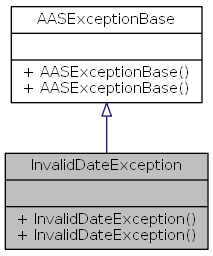 AASExceptionBase
+ AASExceptionBase()
+ AASExceptionBase()
InvalidDateException
+ InvalidDateException()
+ InvalidDateException()